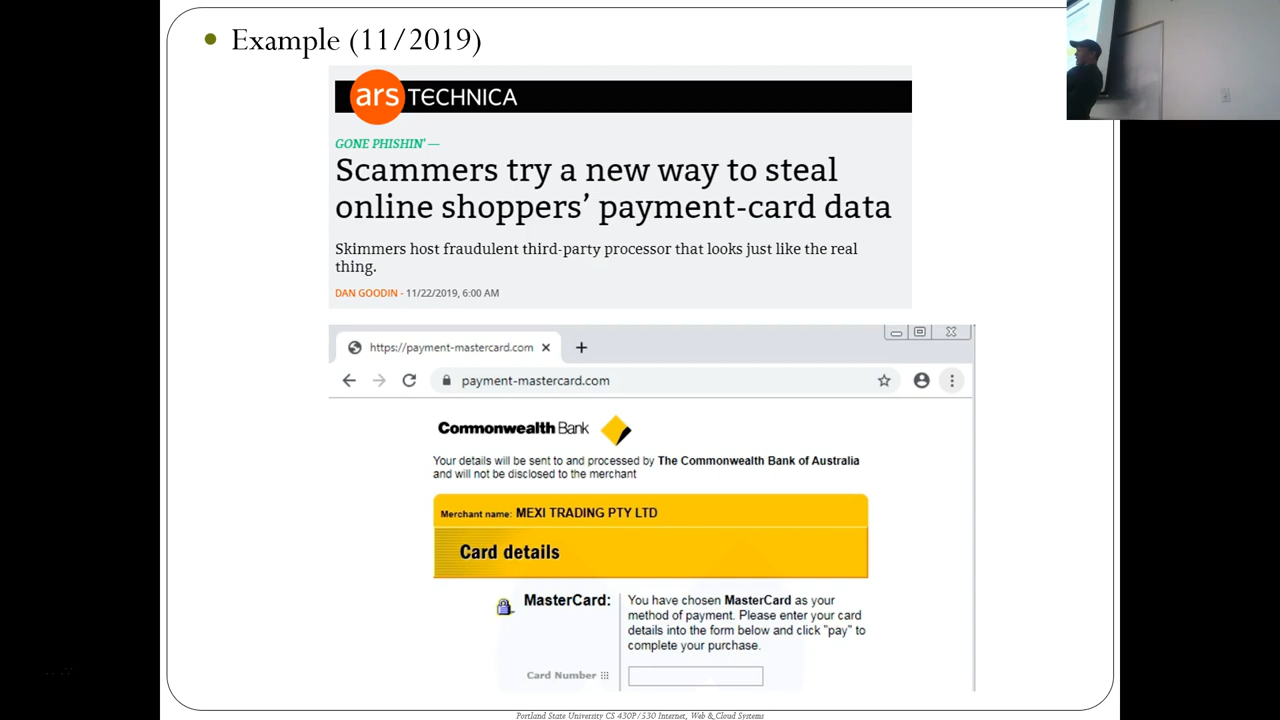 Example (11/2019)
ars TECHNICA
GONE PHISHIN' —
Scammers try a new way to steal
online shoppers’ payment-card data
Skimmers host fraudulent third-party processor that looks just like the real
thing.
DAN GOODIN - 11/22/2019, 6:00 AM
https://payment-mastercard.com
payment-mastercard.com
CommonwealthBank
Your details will be sent to and processed by The Commonwealth Bank of Australia
and will not be disclosed to the merchant
Merchant name: MEXI TRADING PTY LTD
Card details
MasterCard:
You have chosen MasterCard as your
method of payment. Please enter your card
details into the form below and click "pay" to
complete your purchase.
Card Number
Portland State University CS 430P/530 Internet, Web & Cloud Systems